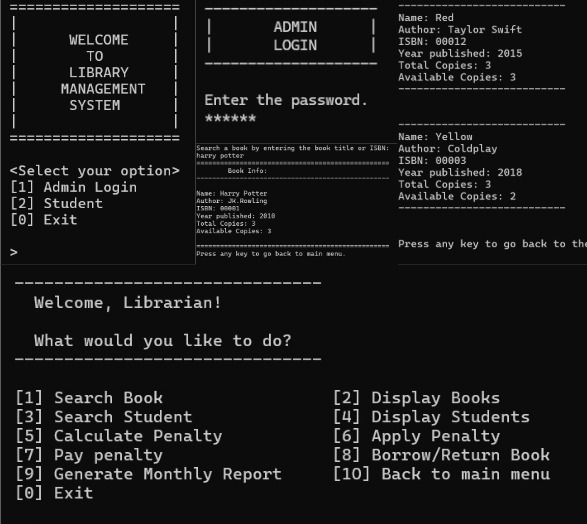 WELCOME
TO
LIBRARY
MANAGEMENT
SYSTEM
<Select your option>
[1] Admin Login
[2] Student
[0] Exit
>
ADMIN
LOGIN
Enter the password.
******
Search a book by entering the book title or ISBN:
harry potter
Book Info:
Name: Harry Potter
Author: JK.Rowling
ISBN: 00001
Year published: 2010
Total Copies: 3
Available Copies: 3
Press any key to go back to main menu.
Name: Red
Author: Taylor Swift
ISBN: 00012
Year published: 2015
Total Copies: 3
Available Copies: 3
Name: Yellow
Author: Coldplay
ISBN: 00003
Year published: 2018
Total Copies: 3
Available Copies: 2
Press any key to go back to the
Welcome, Librarian!
What would you like to do?
[1] Search Book [2] Display Books
[3] Search Student [4] Display Students
[5] Calculate Penalty [6] Apply Penalty
[7] Pay penalty [8] Borrow/Return Book
[9] Generate Monthly Report [10] Back to main menu
[0] Exit